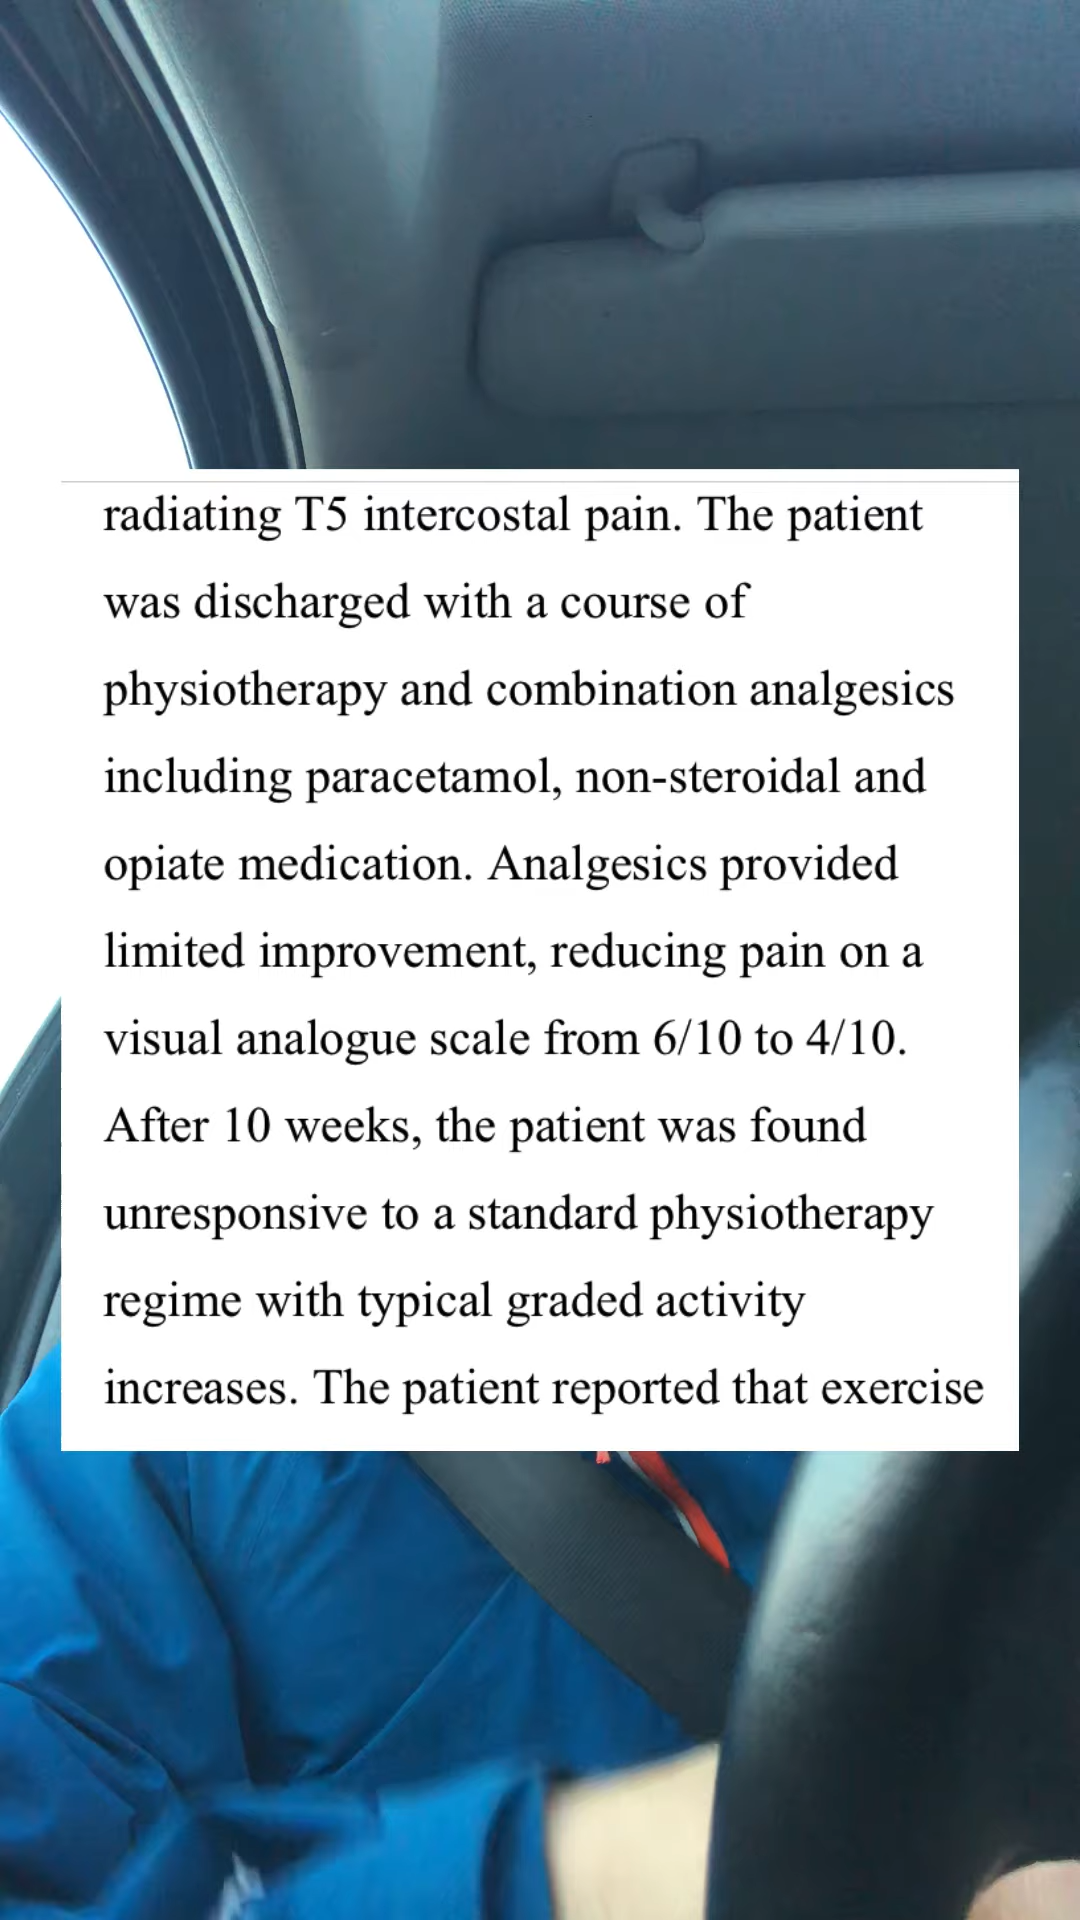 radiating T5 intercostal pain. The patient
was discharged with a course of
physiotherapy and combination analgesics
including paracetamol, non-steroidal and
opiate medication. Analgesics provided
limited improvement, reducing pain on a
visual analogue scale from 6/10 to 4/10.
After 10 weeks, the patient was found
unresponsive to a standard physiotherapy
regime with typical graded activity
increases. The patient reported that exercise